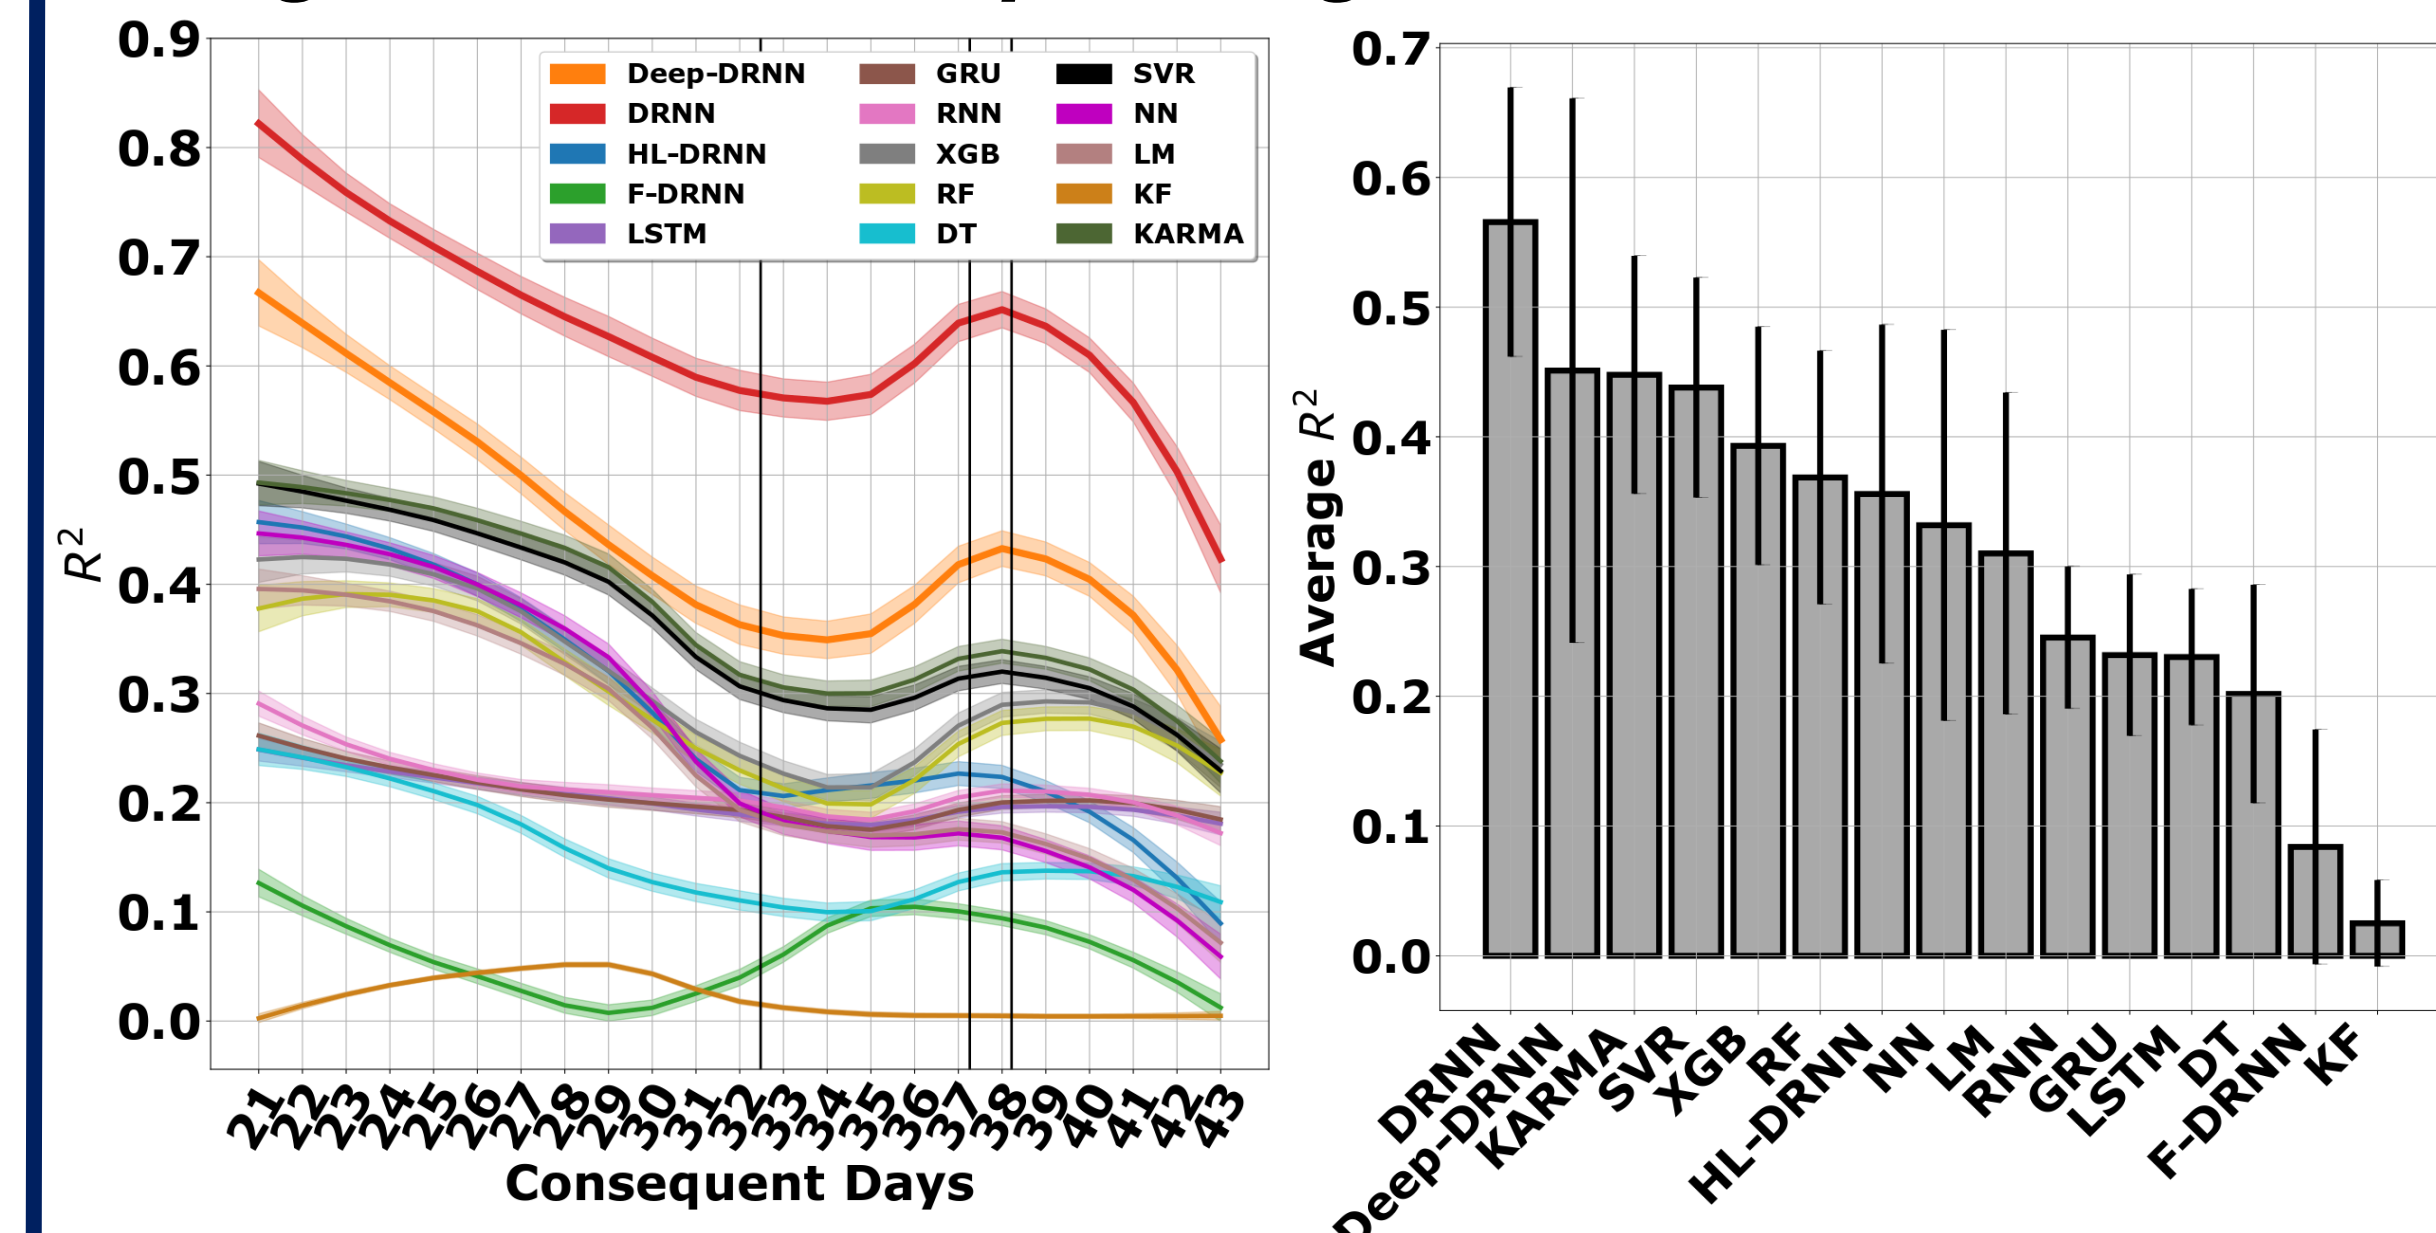 0.9
0.8
0.7
0.6
0.5
0.4
0.3
0.2
0.1
0.0
R²
Deep-DRNN
DRNN
HL-DRNN
F-DRNN
LSTM
GRU
RNN
XGB
RF
DT
SVR
NN
LM
KF
KARMA
21
22
23
24
25
26
27
28
29
30
31
32
33
34
35
36
37
38
39
40
41
42
43
Consequent Days
0.7
0.6
0.5
0.4
0.3
0.2
0.1
0.0
Average R²
DRNN
Deep-DRNN
KARMA
SVR
XGB
RF
HL-DRNN
NN
LM
RNN
GRU
LSTM
DT
F-DRNN
KF